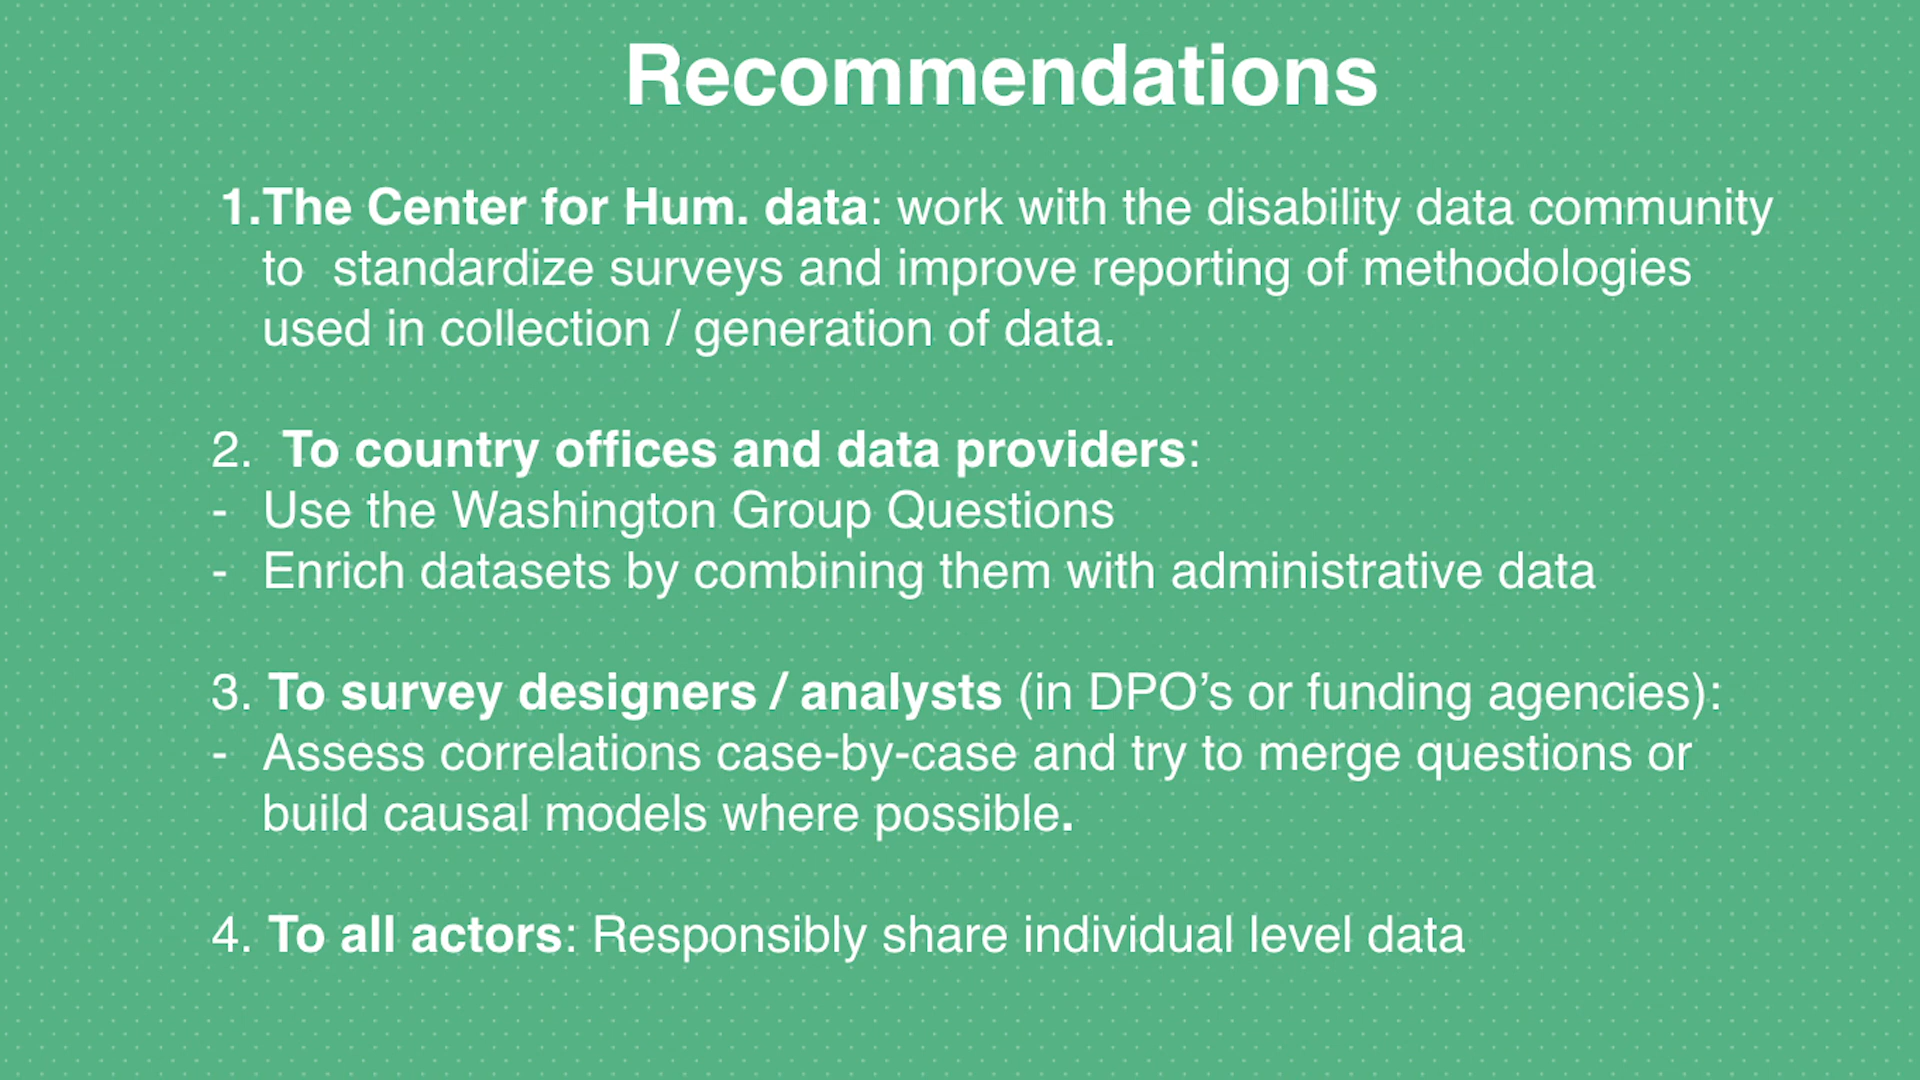 Recommendations
1.The Center for Hum. data: work with the disability data community
to  standardize surveys and improve reporting of methodologies
used in collection / generation of data.
2.  To country offices and data providers:
-  Use the Washington Group Questions
-  Enrich datasets by combining them with administrative data
3. To survey designers / analysts (in DPO’s or funding agencies):
-  Assess correlations case-by-case and try to merge questions or
build causal models where possible.
4. To all actors: Responsibly share individual level data